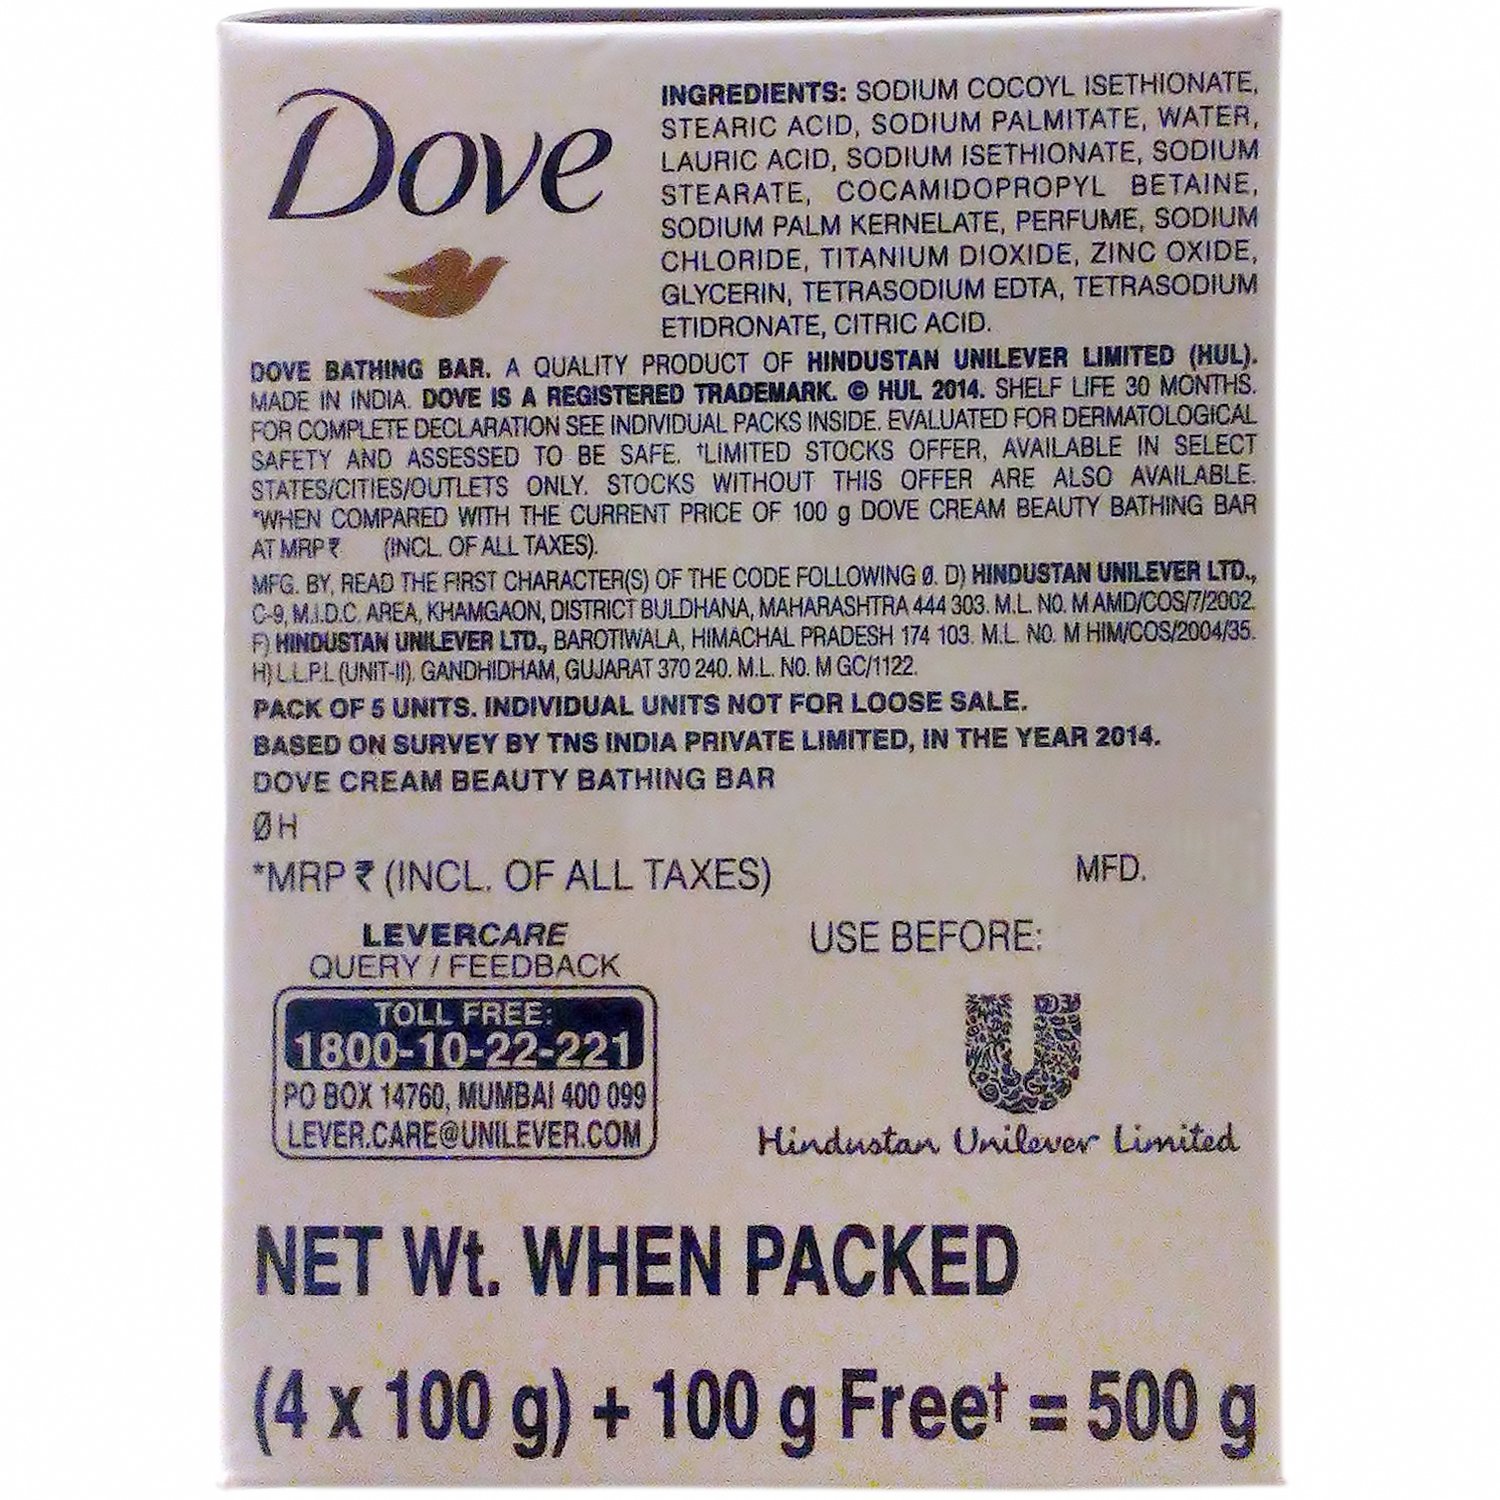 Dove
INGREDIENTS: SODIUM COCOYL ISETHIONATE,
STEARIC ACID, SODIUM PALMITATE, WATER,
LAURIC ACID, SODIUM ISETHIONATE, SODIUM
STEARATE, COCAMIDOPROPYL BETAINE,
SODIUM PALM KERNELATE, PERFUME, SODIUM
CHLORIDE, TITANIUM DIOXIDE, ZINC OXIDE,
GLYCERIN, TETRASODIUM EDTA, TETRASODIUM
ETIDRONATE, CITRIC ACID.
DOVE BATHING BAR. A QUALITY PRODUCT OF HINDUSTAN UNILEVER LIMITED (HUL).
MADE IN INDIA. DOVE IS A REGISTERED TRADEMARK. © HUL 2014. SHELF LIFE 30 MONTHS.
FOR COMPLETE DECLARATION SEE INDIVIDUAL PACKS INSIDE. EVALUATED FOR DERMATOLOGICAL
SAFETY AND ASSESSED TO BE SAFE. †LIMITED STOCKS OFFER, AVAILABLE IN SELECT
STATES/CITIES/OUTLETS ONLY. STOCKS WITHOUT THIS OFFER ARE ALSO AVAILABLE.
*WHEN COMPARED WITH THE CURRENT PRICE OF 100 g DOVE CREAM BEAUTY BATHING BAR
AT MRP ₹ (INCL. OF ALL TAXES).
MFG. BY, READ THE FIRST CHARACTER(S) OF THE CODE FOLLOWING Ø. D) HINDUSTAN UNILEVER LTD.,
C-9, M.I.D.C. AREA, KHAMGAON, DISTRICT BULDHANA, MAHARASHTRA 444 303. M.L. NO. M AMD/COS/7/2002.
F) HINDUSTAN UNILEVER LTD., BAROTIWALA, HIMACHAL PRADESH 174 103. M.L. NO. M HIM/COS/2004/35.
H) L.L.P.L (UNIT-II). GANDHIDHAM, GUJARAT 370 240. M.L. NO. M GC/1122.
PACK OF 5 UNITS. INDIVIDUAL UNITS NOT FOR LOOSE SALE.
BASED ON SURVEY BY TNS INDIA PRIVATE LIMITED, IN THE YEAR 2014.
DOVE CREAM BEAUTY BATHING BAR
Ø H
*MRP ₹ (INCL. OF ALL TAXES)
MFD.
USE BEFORE:
LEVERCARE
QUERY / FEEDBACK
TOLL FREE:
1800-10-22-221
PO BOX 14760, MUMBAI 400 099
LEVER.CARE@UNILEVER.COM
Hindustan Unilever Limited
NET Wt. WHEN PACKED
(4 x 100 g) + 100 g Free† = 500 g